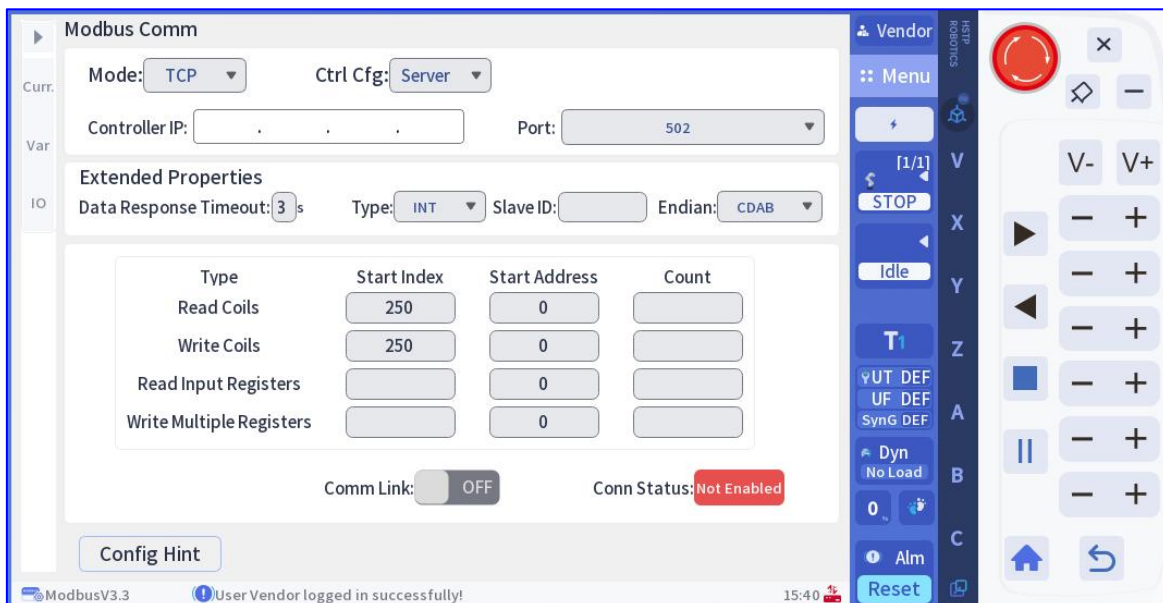 Modbus Comm
Mode: TCP Ctrl Cfg: Server
Controller IP: . . . Port: 502
Extended Properties
Data Response Timeout: 3 s Type: INT Slave ID: Endian: CDAB
Type Start Index Start Address Count
Read Coils 250 0
Write Coils 250 0
Read Input Registers 0
Write Multiple Registers 0
Comm Link: OFF Conn Status: Not Enabled
Config Hint
ModbusV3.3 User Vendor logged in successfully! 15:40
Curr.
Var
IO
Vendor
Menu
[1/1]
STOP
Idle
T1
UT DEF
UF DEF
SynG DEF
Dyn
No Load
0 %
Alm
Reset
HSTP
ROBOTICS
V
X
Y
Z
A
B
C
V- V+
− +
− +
− +
− +
− +
− +